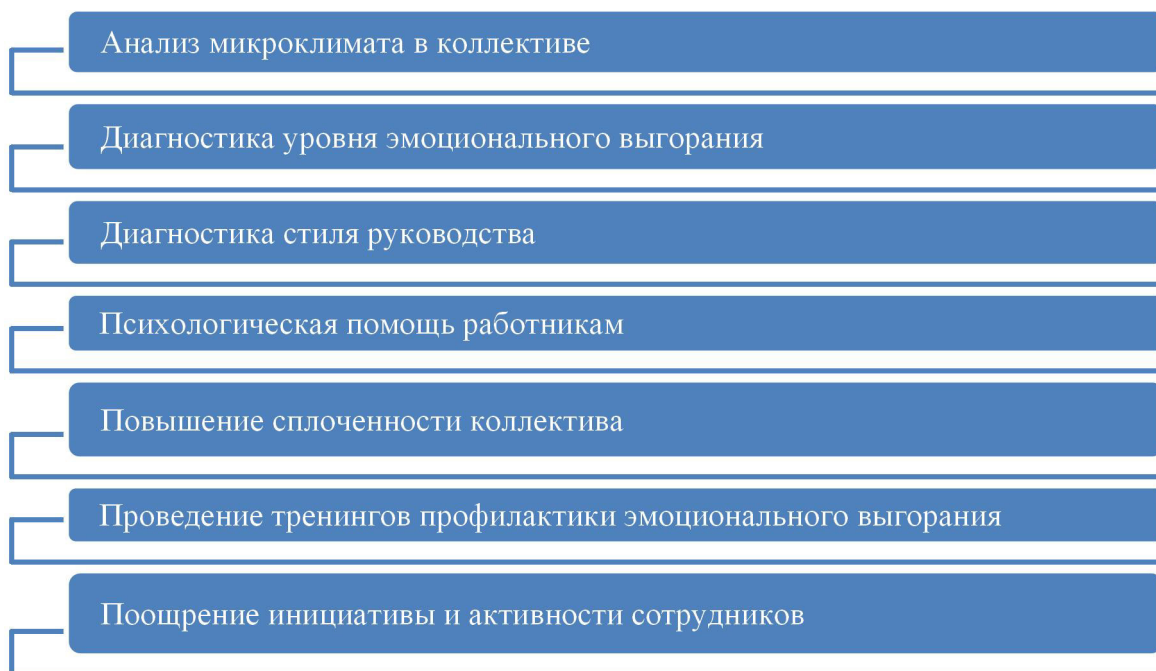 Анализ микроклимата в коллективе
Диагностика уровня эмоционального выгорания
Диагностика стиля руководства
Психологическая помощь работникам
Повышение сплоченности коллектива
Проведение тренингов профилактики эмоционального выгорания
Поощрение инициативы и активности сотрудников